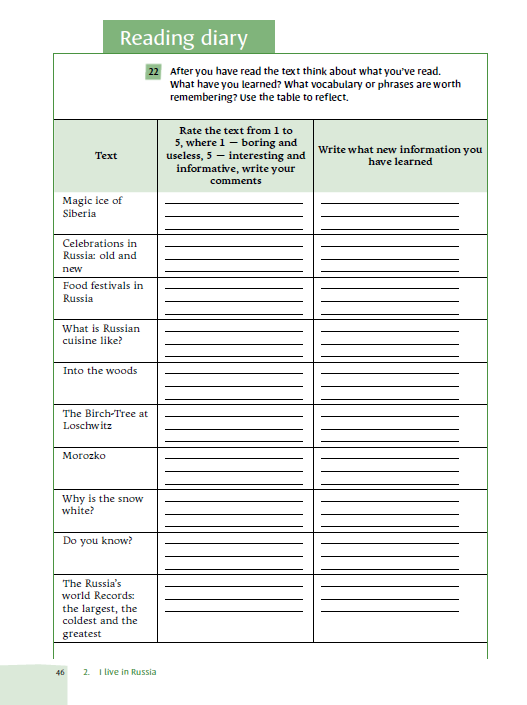 Reading diary
22 After you have read the text think about what you've read.
What have you learned? What vocabulary or phrases are worth
remembering? Use the table to reflect.
Text
Rate the text from 1 to
5, where 1 — boring and
useless, 5 — interesting and
informative, write your
comments
Write what new information you
have learned
Magic ice of
Siberia
Celebrations in
Russia: old and
new
Food festivals in
Russia
What is Russian
cuisine like?
Into the woods
The Birch-Tree at
Loschwitz
Morozko
Why is the snow
white?
Do you know?
The Russia's
world Records:
the largest, the
coldest and the
greatest
46 2. I live in Russia